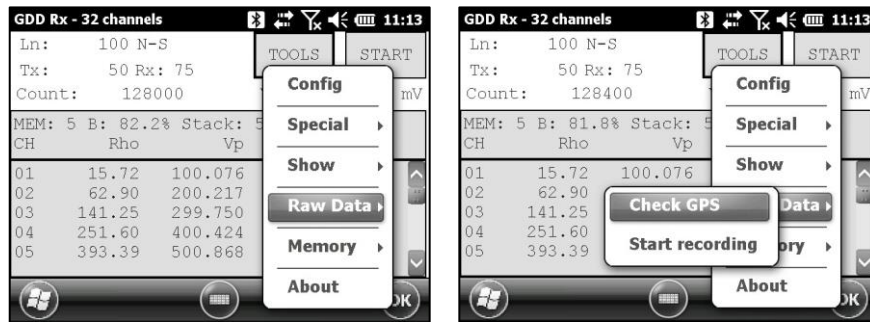 GDD Rx - 32 channels 11:13
Ln: 100 N-S
TOOLS START
Tx: 50 Rx: 75
Count: 128000 mV
MEM: 5 B: 82.2% Stack: 5
CH Rho Vp
01 15.72 100.076
02 62.90 200.217
03 141.25 299.750
04 251.60 400.424
05 393.39 500.868
Config
Special
Show
Raw Data
Memory
About
OK
GDD Rx - 32 channels 11:13
Ln: 100 N-S
TOOLS START
Tx: 50 Rx: 75
Count: 128400 mV
MEM: 5 B: 81.8% Stack: 5
CH Rho Vp
01 15.72 100.076
02 62.90
03 141.25
04 251.60
05 393.39
Config
Special
Show
Data
ory
About
Check GPS
Start recording
OK